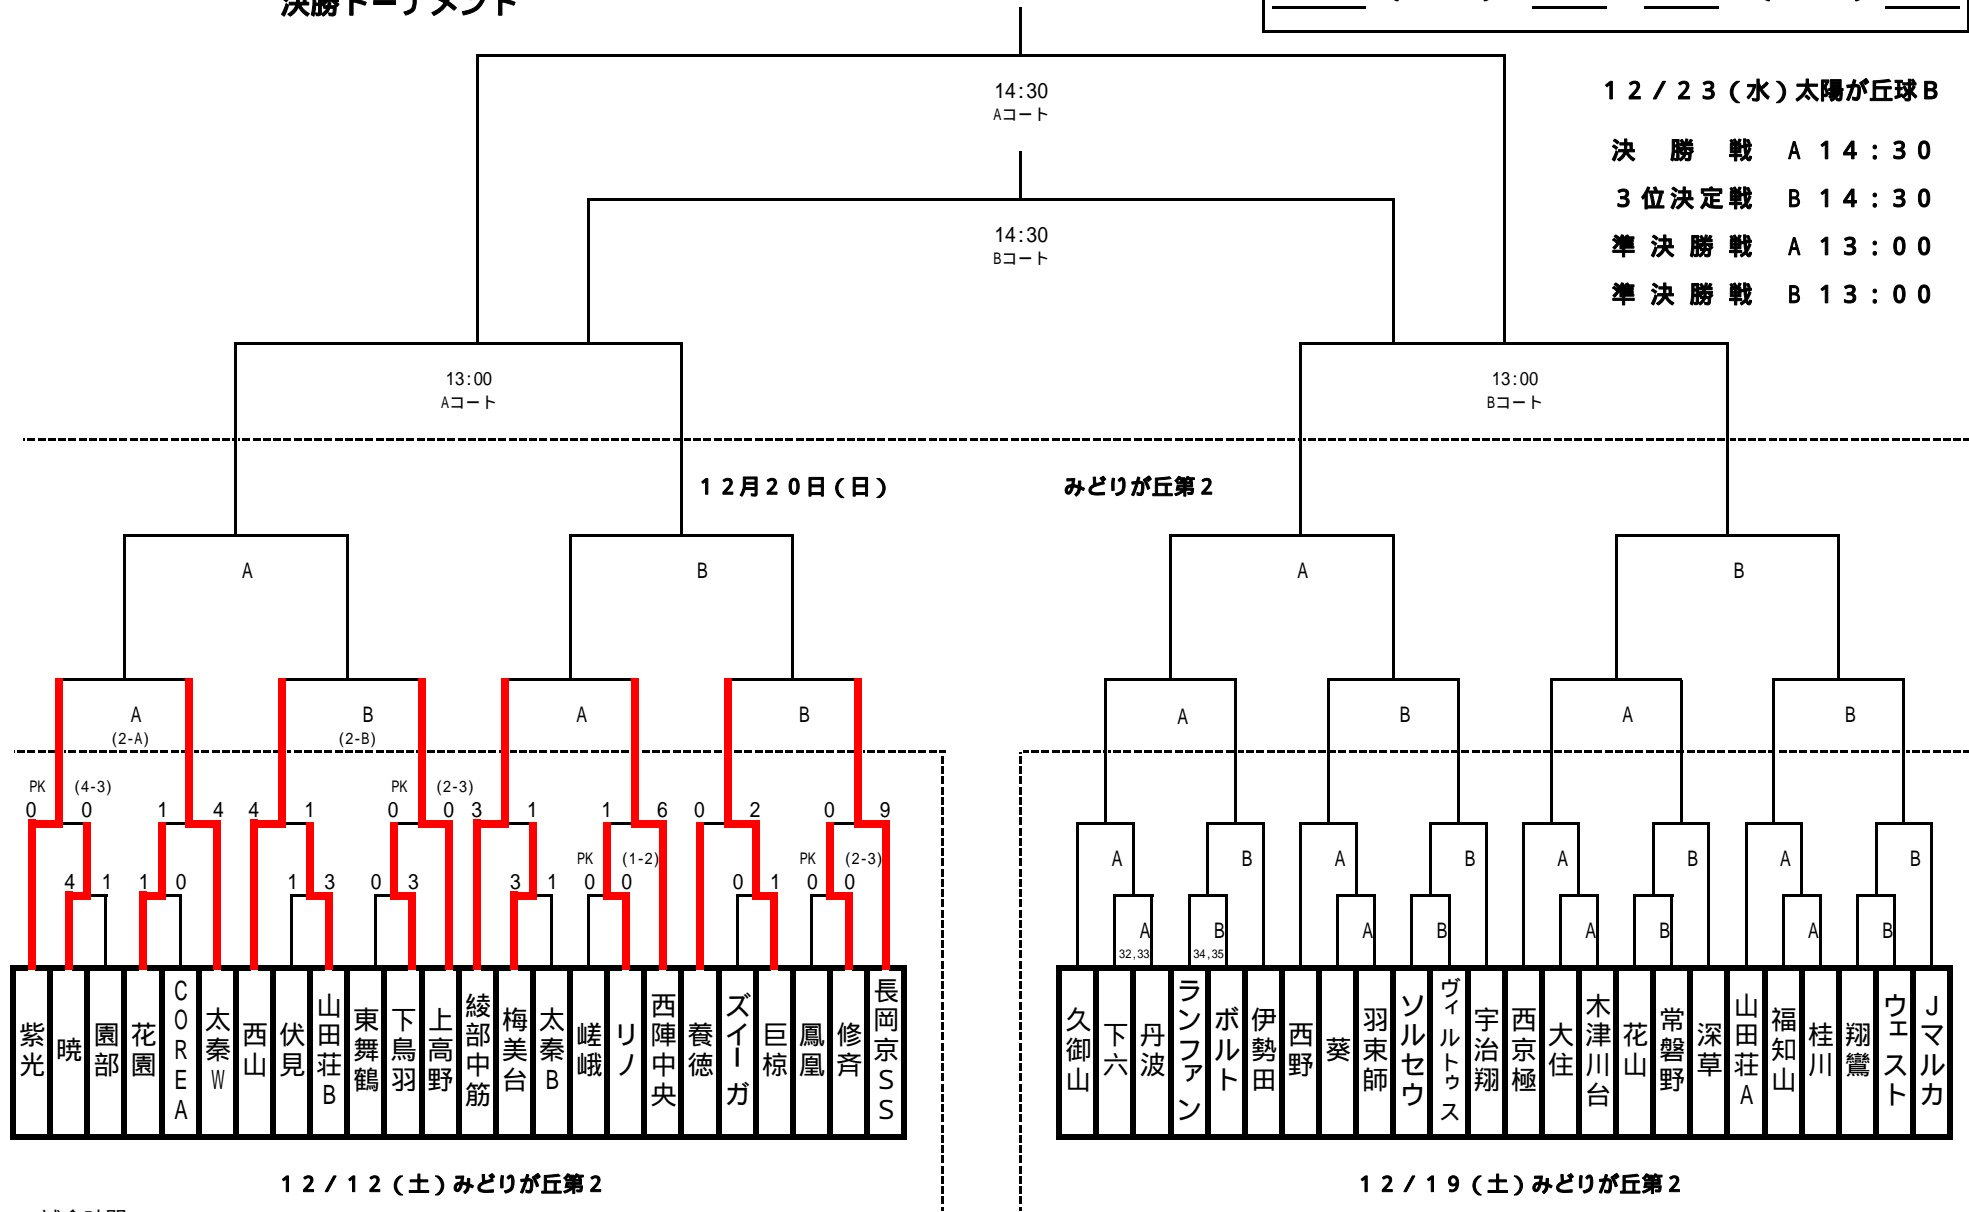 決勝トーナメント
14:30
Aコート
12/23(水)太陽が丘球B
決勝戦 A 14:30
3位決定戦 B 14:30
準決勝戦 A 13:00
準決勝戦 B 13:00
14:30
Bコート
13:00
Aコート
13:00
Bコート
12月20日(日) みどりが丘第2
A B A B
A B A B A B A B
(2-A) (2-B)
PK (4-3) PK (2-3)
0 0 1 4 4 1 0 0 3 1 1 6 0 2 0 9
PK (1-2) PK (2-3)
A B A B A B A B
4 1 1 0 1 3 0 3 3 1 0 0 0 1 0 0
A B A B A B A B
32,33 34,35
紫光
暁
園部
花園
COREA
太秦W
西山
伏見
山田荘B
東舞鶴
下鳥羽
上高野
綾部中筋
梅美台
太秦B
嵯峨
リノ
西陣中央
養徳
ズイーガ
巨椋
鳳凰
修斉
長岡京SS
久御山
下六
丹波
ランファン
ボルト
伊勢田
西野
葵
羽束師
ソルセウ
ヴィルトゥス
宇治翔
西京極
大住
木津川台
花山
常磐野
深草
山田荘A
福知山
桂川
翔鸞
ウェスト
Jマルカ
12/12(土)みどりが丘第2
12/19(土)みどりが丘第2